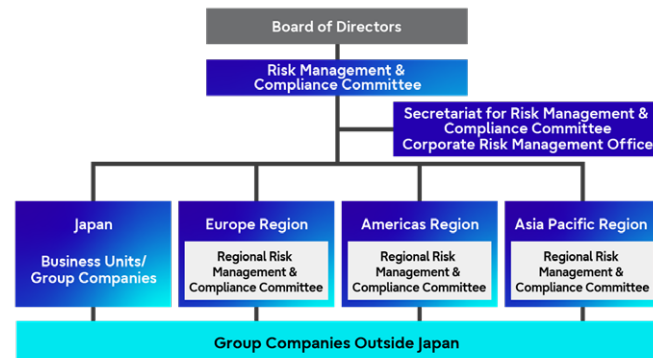 Board of Directors
Risk Management &
Compliance Committee
Secretariat for Risk Management &
Compliance Committee
Corporate Risk Management Office
Japan
Business Units/
Group Companies
Europe Region
Regional Risk
Management &
Compliance Committee
Americas Region
Regional Risk
Management &
Compliance Committee
Asia Pacific Region
Regional Risk
Management &
Compliance Committee
Group Companies Outside Japan